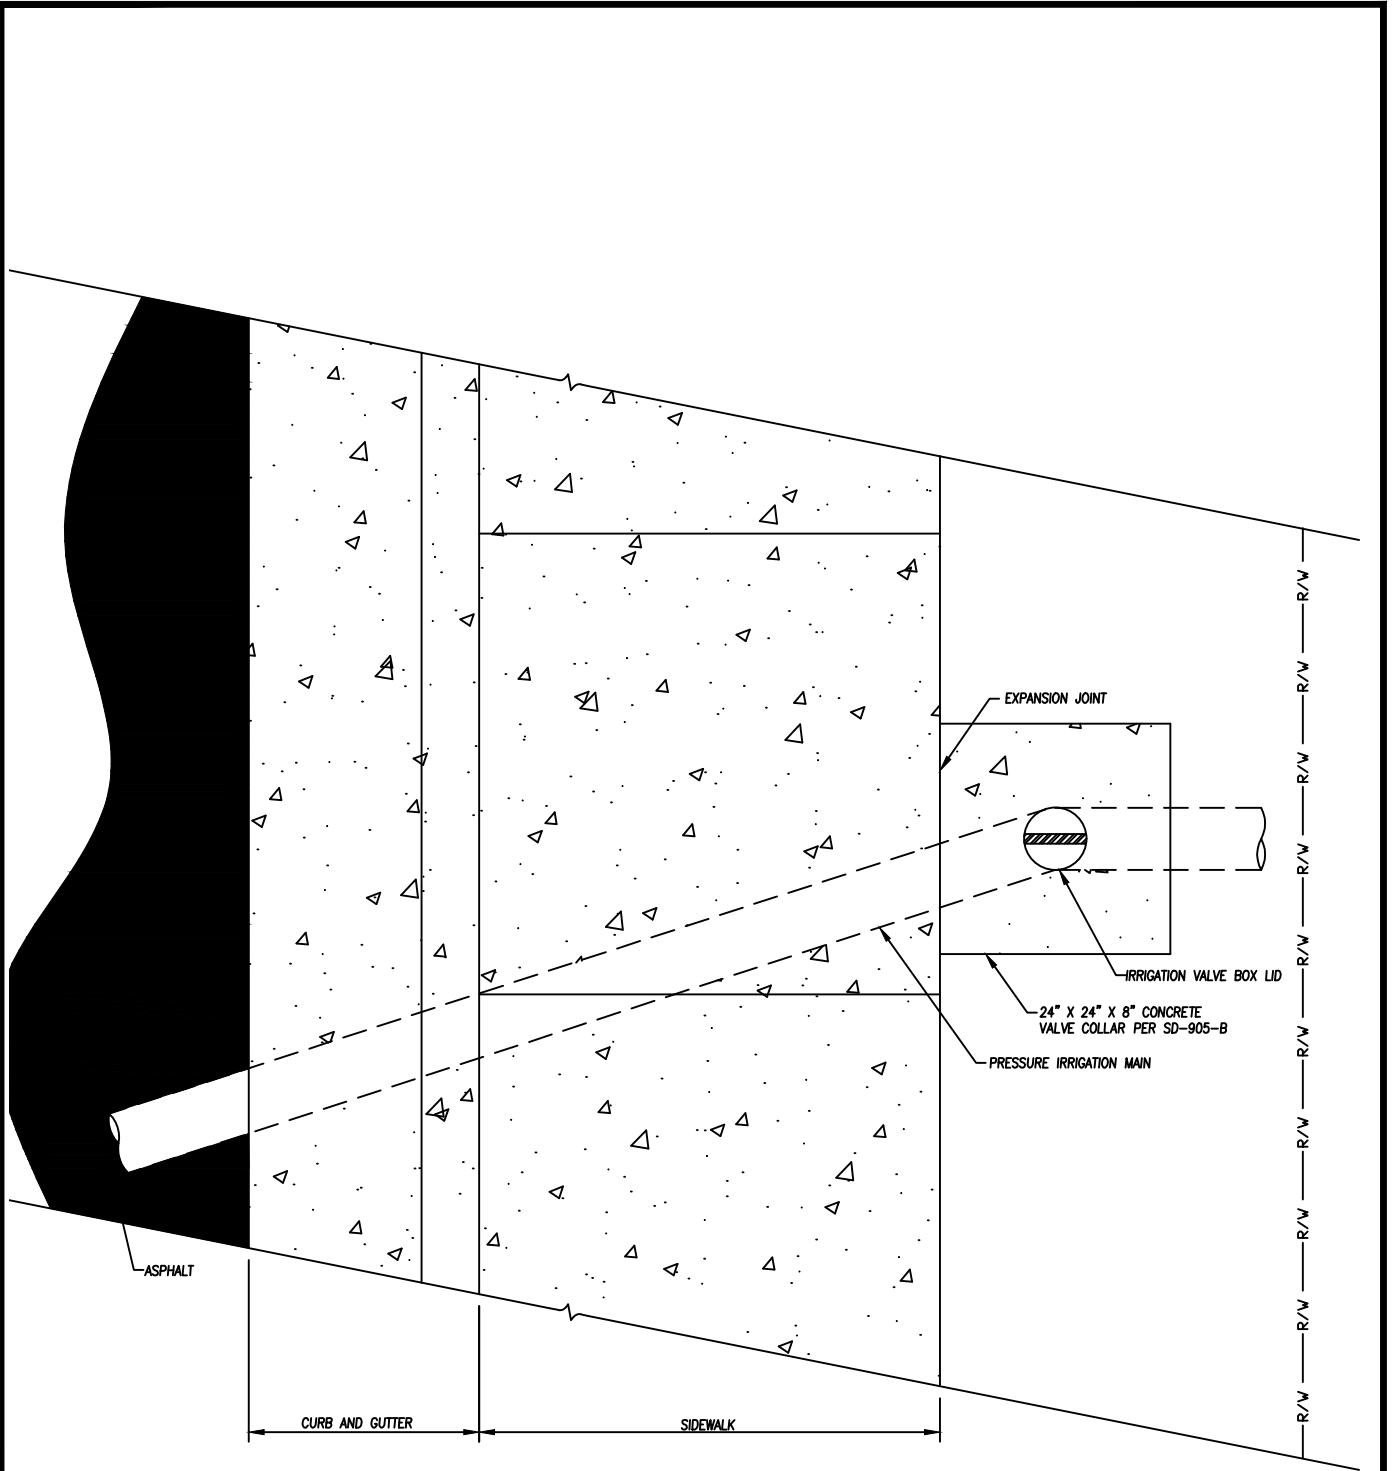 R/W
R/W
EXPANSION JOINT
R/W
R/W
R/W
IRRIGATION VALVE BOX LID
24" X 24" X 8" CONCRETE
VALVE COLLAR PER SD-905-B
R/W
PRESSURE IRRIGATION MAIN
R/W
R/W
ASPHALT
R/W
R/W
CURB AND GUTTER
SIDEWALK